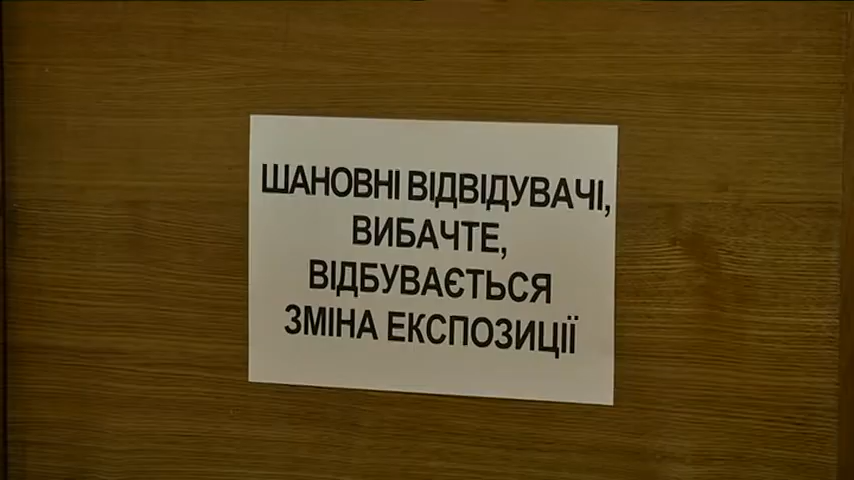 ШАНОВНІ ВІДВІДУВАЧІ,
ВИБАЧТЕ,
ВІДБУВАЄТЬСЯ
ЗМІНА ЕКСПОЗИЦІЇ